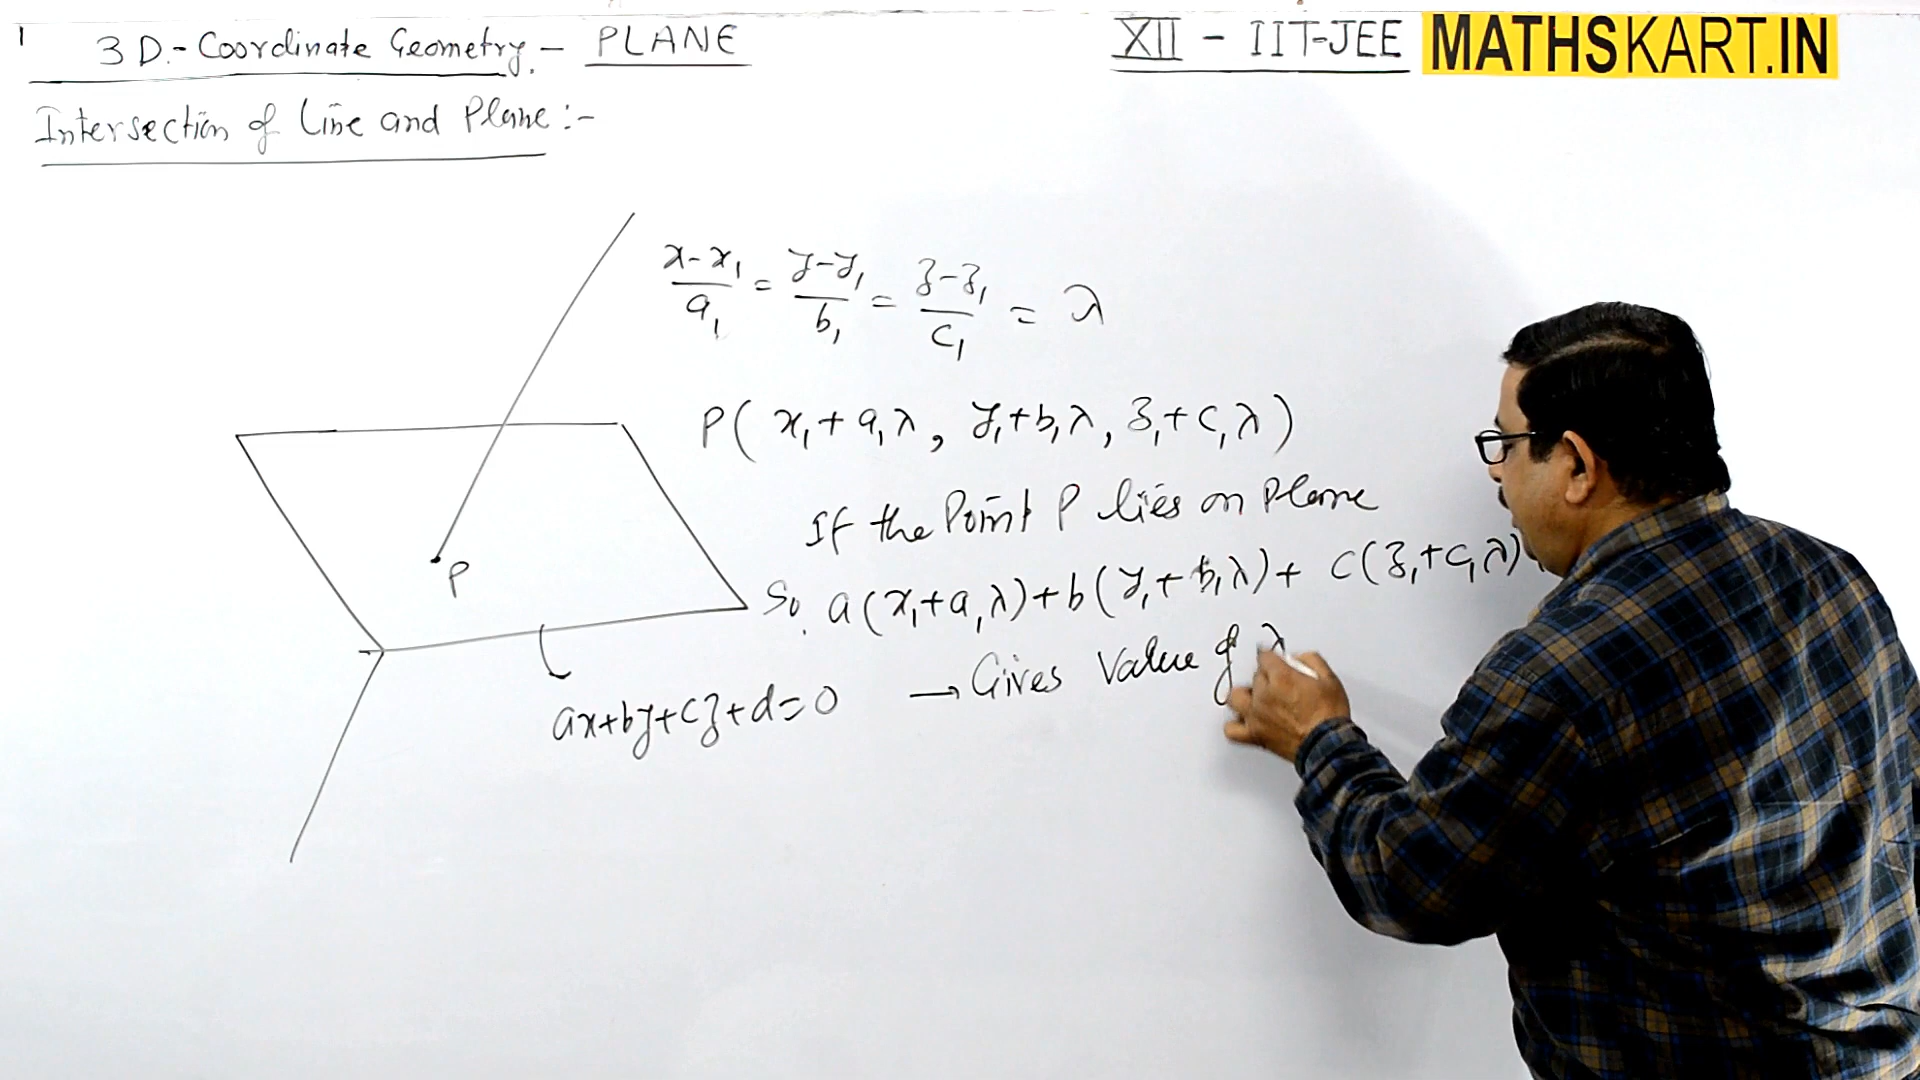 1
3D.- Coordinate Geometry.- PLANE
XII - IIT-JEE MATHSKART.IN
Intersection of Line and Plane:-
x-x₁/a₁ = y-y₁/b₁ = z-z₁/c₁ = λ
P( x₁+a₁λ, y₁+b₁λ, z₁+c₁λ)
If the Point P lies on Plane
So. a(x₁+a₁λ)+b(y₁+b₁λ)+ c(z₁+c₁λ)
P
→ Gives Value of λ
ax+by+cz+d=0